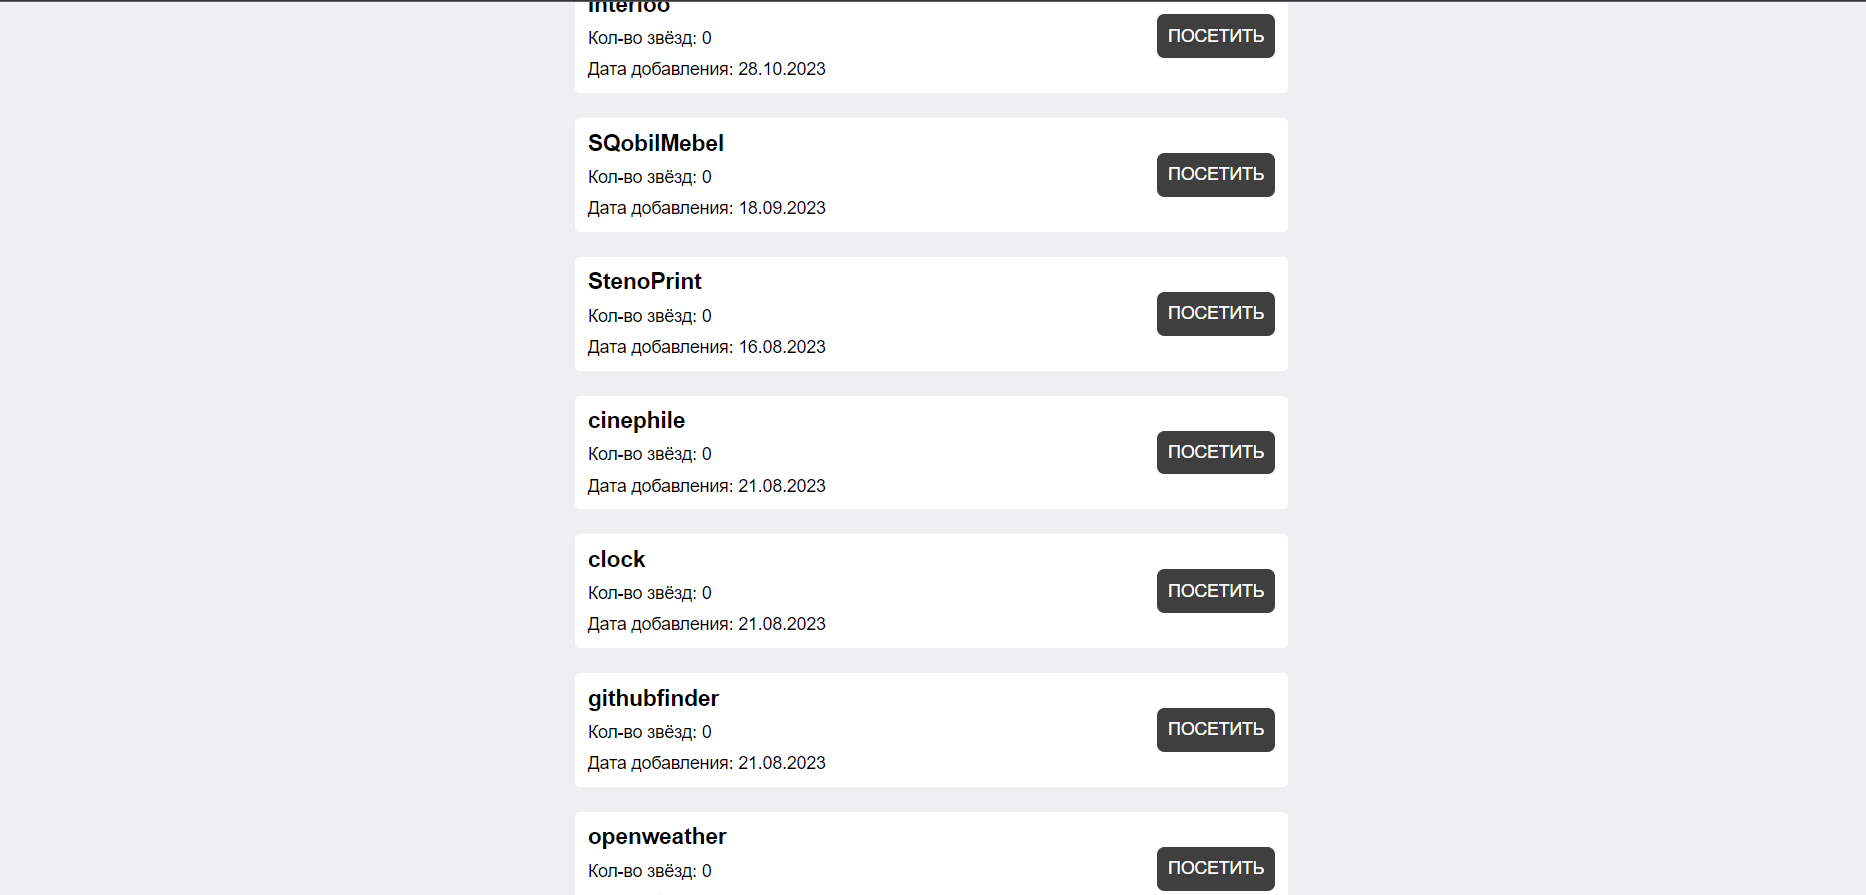 Interloo
Кол-во звёзд: 0
ПОСЕТИТЬ
Дата добавления: 28.10.2023
SQobilMebel
Кол-во звёзд: 0
ПОСЕТИТЬ
Дата добавления: 18.09.2023
StenoPrint
Кол-во звёзд: 0
ПОСЕТИТЬ
Дата добавления: 16.08.2023
cinephile
Кол-во звёзд: 0
ПОСЕТИТЬ
Дата добавления: 21.08.2023
clock
Кол-во звёзд: 0
ПОСЕТИТЬ
Дата добавления: 21.08.2023
githubfinder
Кол-во звёзд: 0
ПОСЕТИТЬ
Дата добавления: 21.08.2023
openweather
Кол-во звёзд: 0
ПОСЕТИТЬ